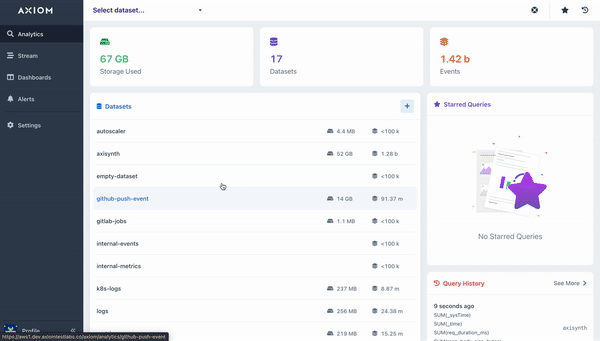 AXIOM
Select dataset...
Analytics
Stream
Dashboards
Alerts
Settings
67 GB
Storage Used
17
Datasets
1.42 b
Events
Datasets
autoscaler 4.4 MB <100 k
axisynth 52 GB 1.28 b
empty-dataset <100 k
github-push-event 14 GB 91.37 m
gitlab-jobs 1.1 MB <100 k
internal-events <100 k
internal-metrics <100 k
k8s-logs 237 MB 8.87 m
logs 256 MB 24.38 m
219 MB 15.25 m
Starred Queries
No Starred Queries
Query History See More
9 seconds ago
SUM(_sysTime)
SUM(_time)
SUM(req_duration_ms)
axisynth
Profile
https://aws1.dev.axiomtestlabs.co/axiom/analytics/github-push-event